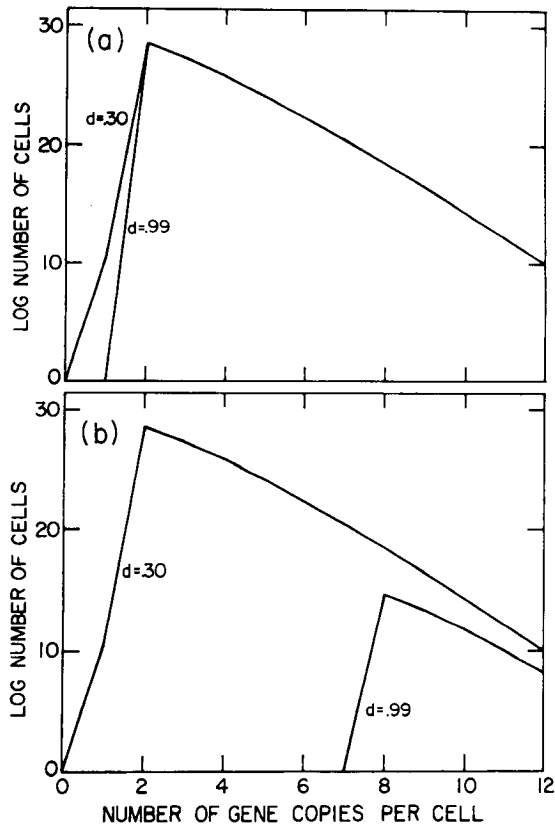 (a)
30
20
10
0
LOG NUMBER OF CELLS
d=.30
d=.99
(b)
30
20
10
0
LOG NUMBER OF CELLS
d=.30
d=.99
0 2 4 6 8 10 12
NUMBER OF GENE COPIES PER CELL